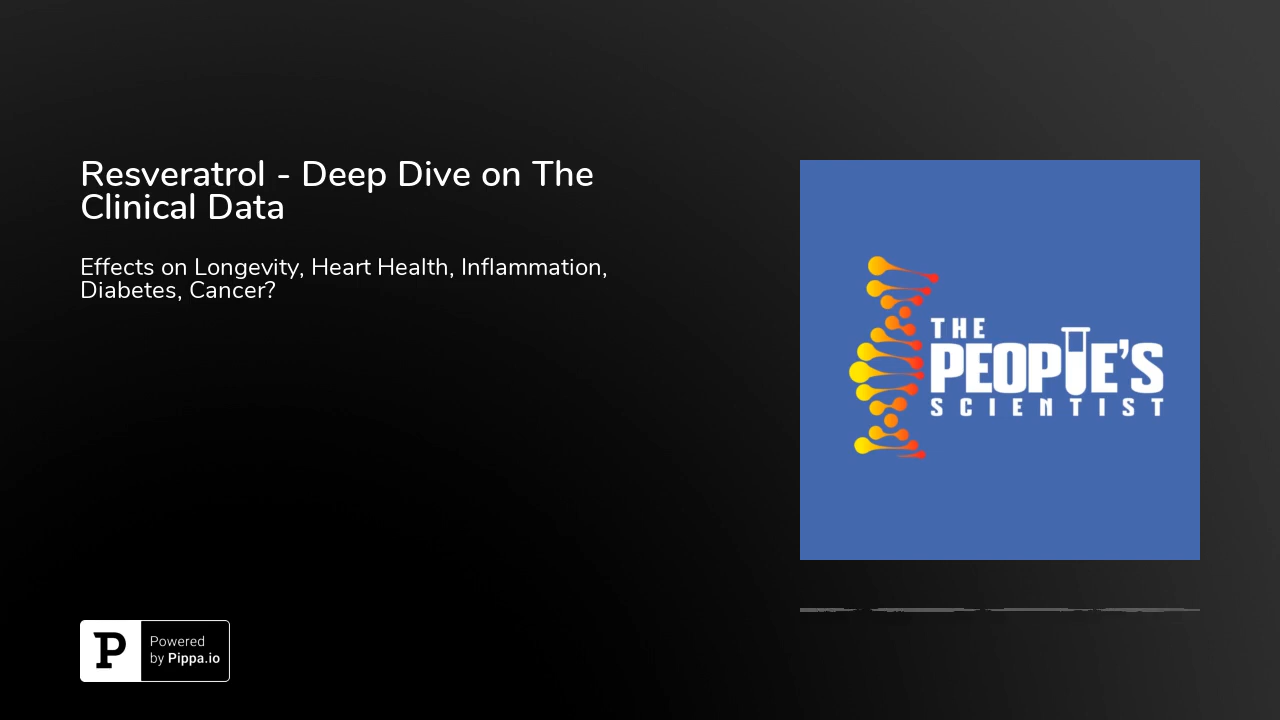 Resveratrol - Deep Dive on The
Clinical Data
Effects on Longevity, Heart Health, Inflammation,
Diabetes, Cancer?
THE
PEOPLE'S
SCIENTIST
P
Powered
by Pippa.io